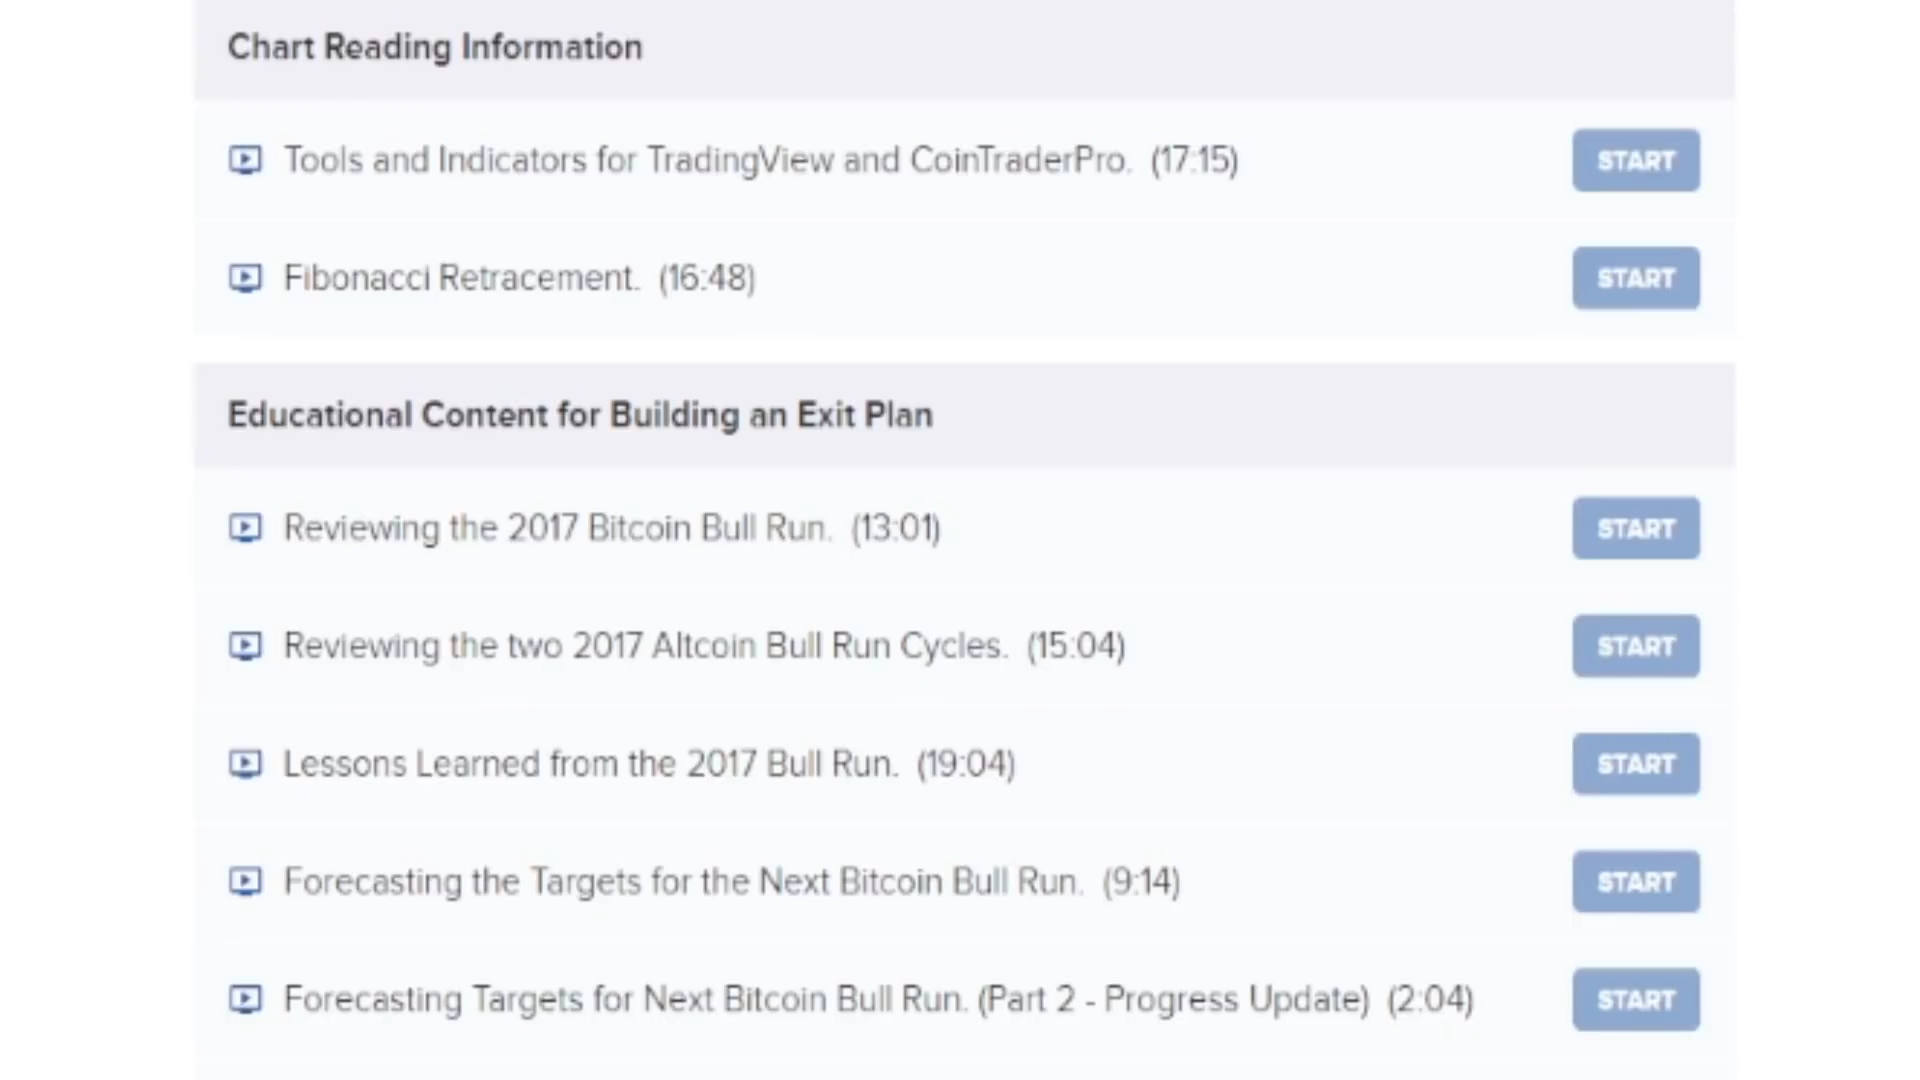 Chart Reading Information
Tools and Indicators for TradingView and CoinTraderPro. (17:15) START
Fibonacci Retracement. (16:48) START
Educational Content for Building an Exit Plan
Reviewing the 2017 Bitcoin Bull Run. (13:01) START
Reviewing the two 2017 Altcoin Bull Run Cycles. (15:04) START
Lessons Learned from the 2017 Bull Run. (19:04) START
Forecasting the Targets for the Next Bitcoin Bull Run. (9:14) START
Forecasting Targets for Next Bitcoin Bull Run. (Part 2 - Progress Update) (2:04) START